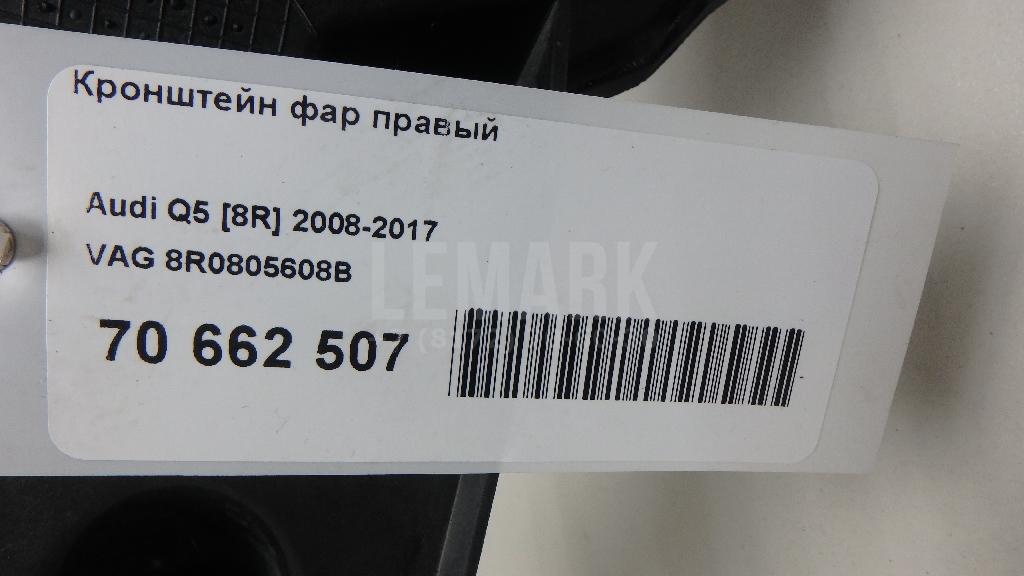 Кронштейн фар правый
Audi Q5 [8R] 2008-2017
VAG 8R0805608B
LEMARK
70 662 507